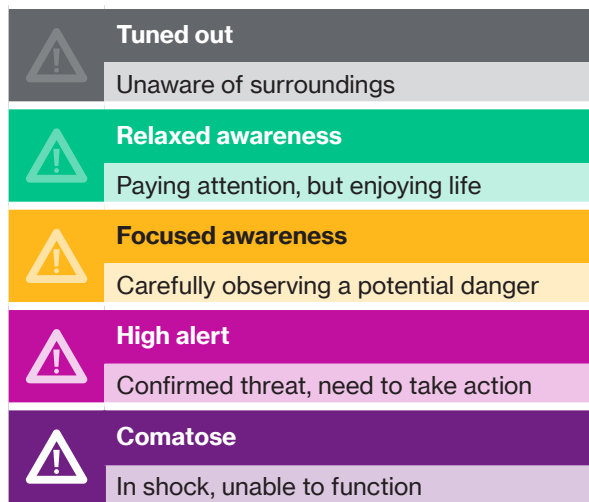 Tuned out
Unaware of surroundings
Relaxed awareness
Paying attention, but enjoying life
Focused awareness
Carefully observing a potential danger
High alert
Confirmed threat, need to take action
Comatose
In shock, unable to function